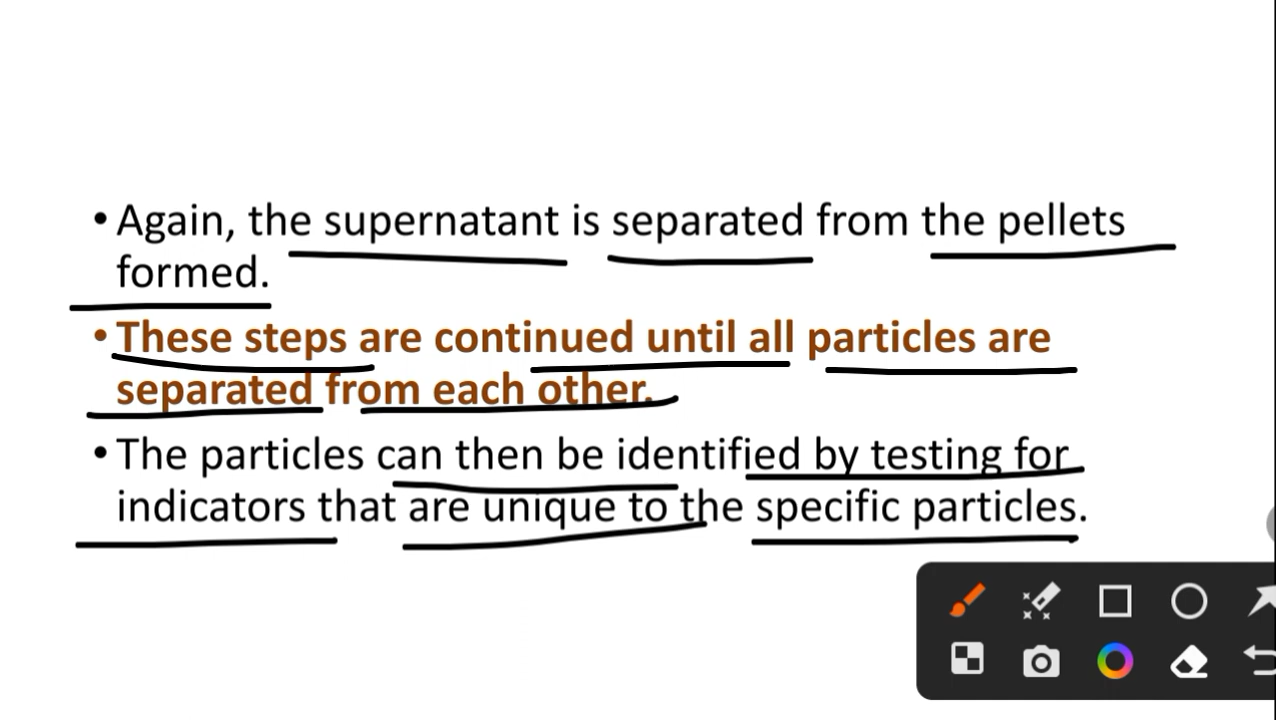 • Again, the supernatant is separated from the pellets
formed.
• These steps are continued until all particles are
separated from each other.
• The particles can then be identified by testing for
indicators that are unique to the specific particles.